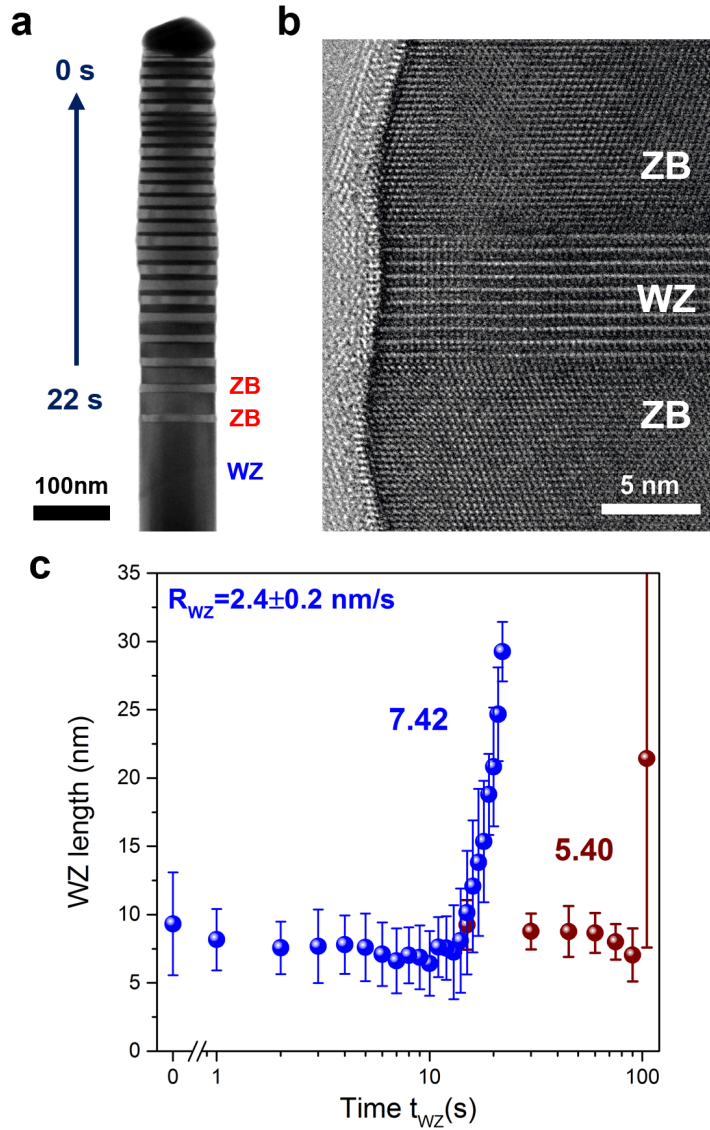 a
b
0 s
22 s
ZB
ZB
WZ
100nm
ZB
WZ
ZB
5 nm
c
R_WZ=2.4±0.2 nm/s
7.42
5.40
WZ length (nm)
35
30
25
20
15
10
5
0
0 1 10 100
Time t_WZ(s)